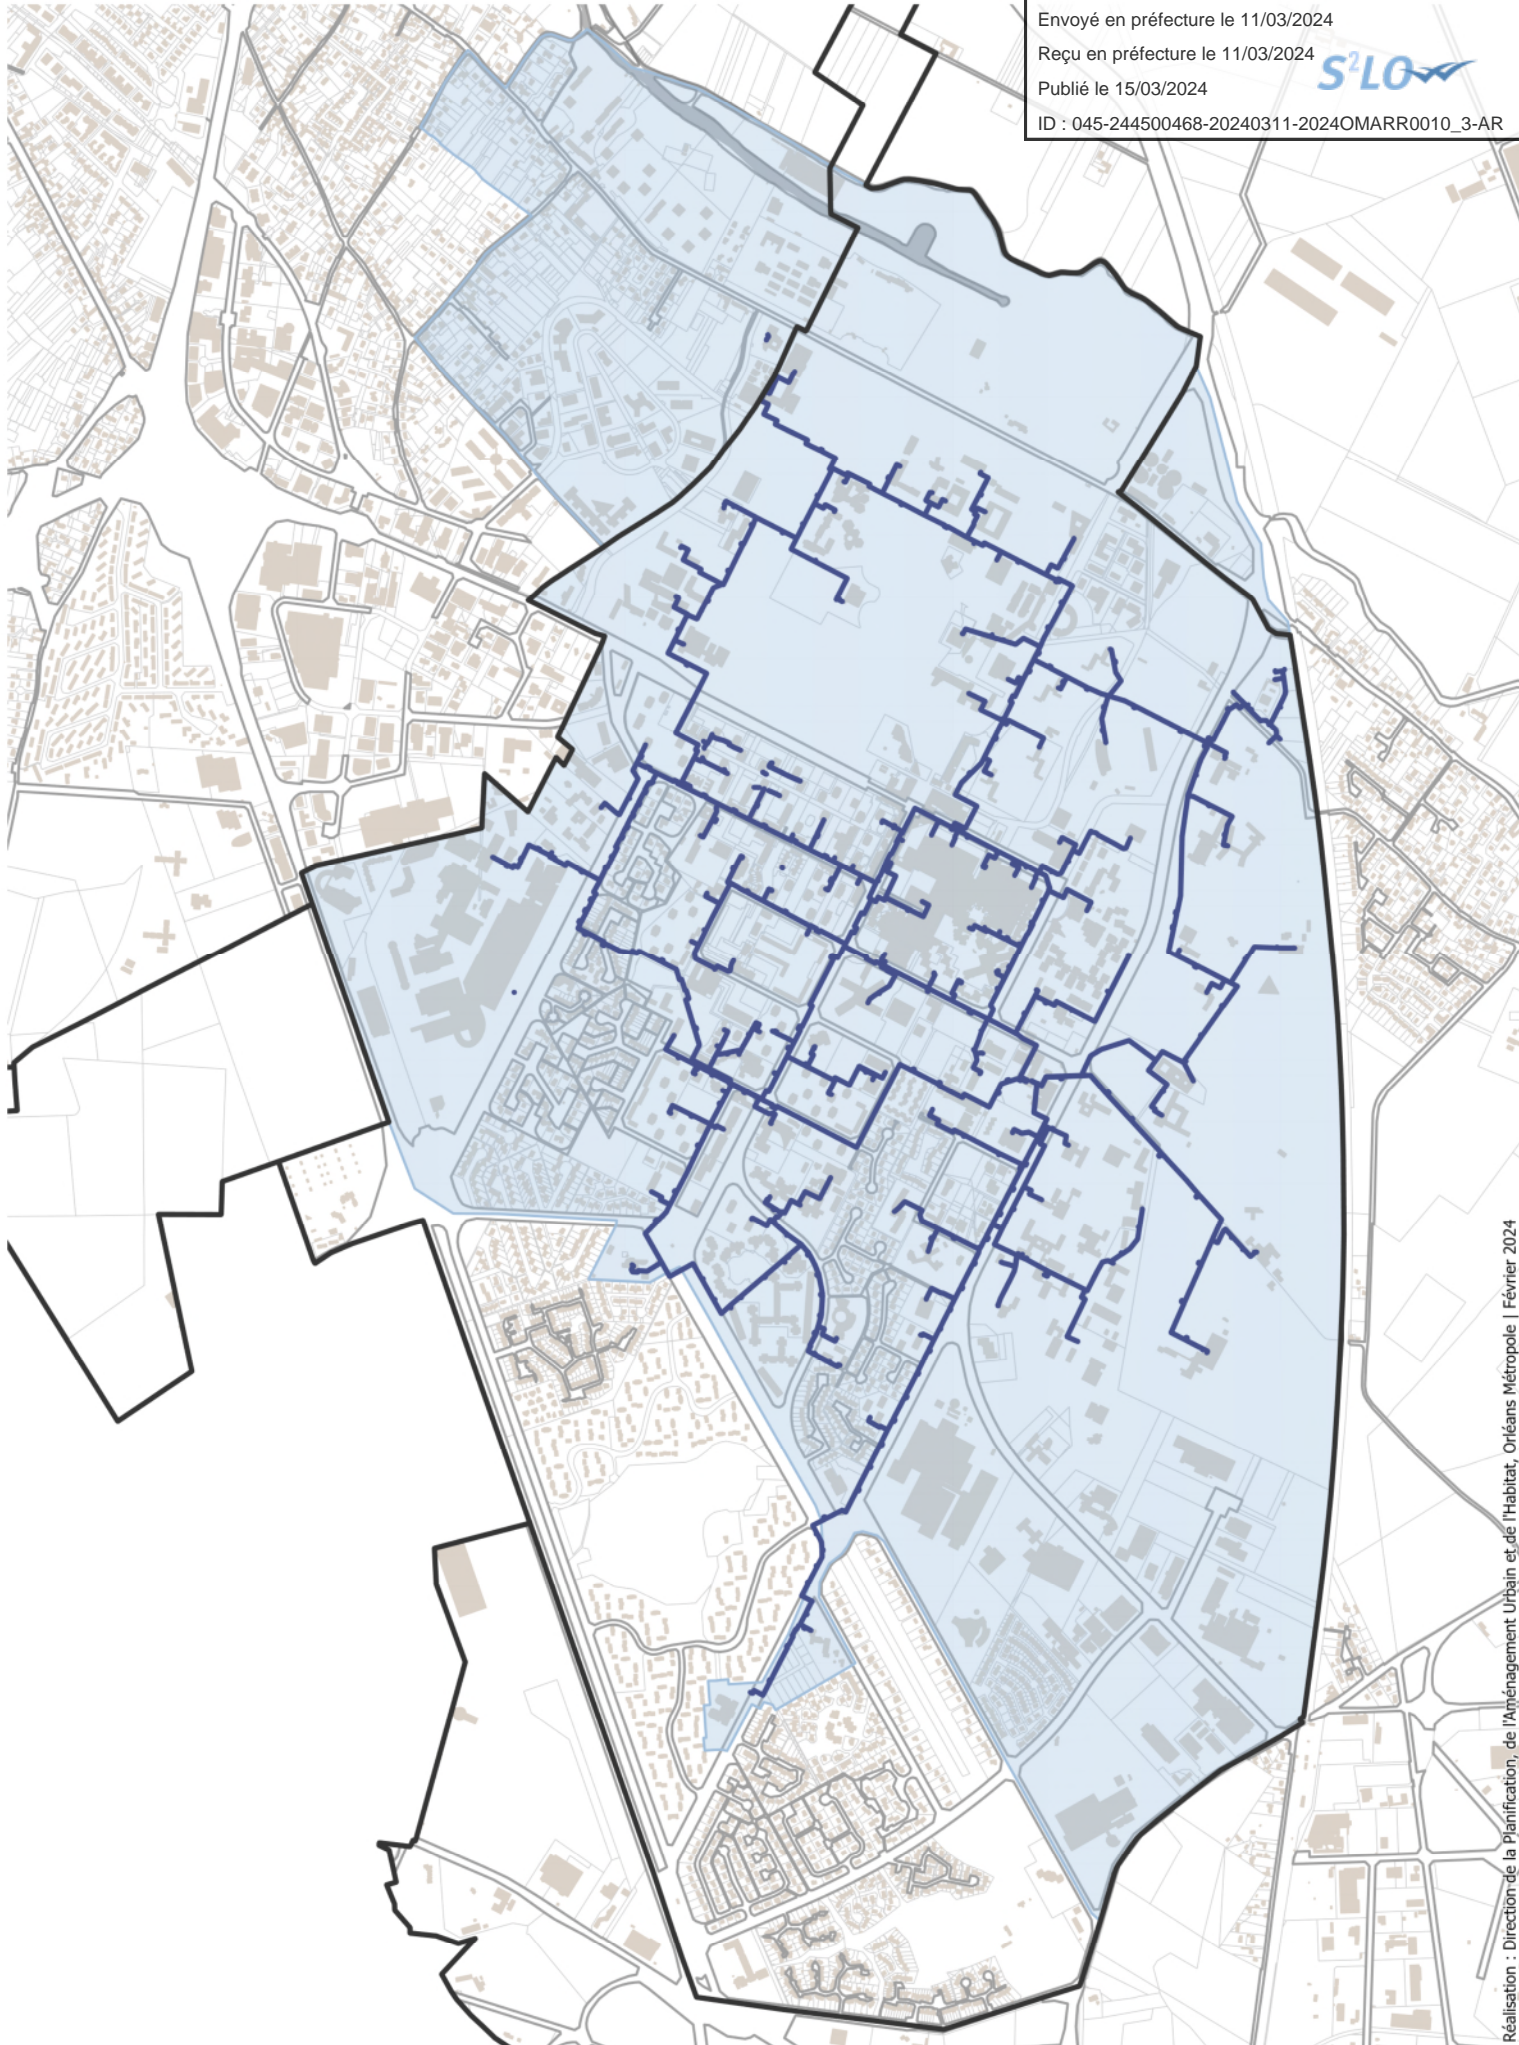 Envoyé en préfecture le 11/03/2024
Reçu en préfecture le 11/03/2024
S²LO
Publié le 15/03/2024
ID : 045-244500468-20240311-2024OMARR0010_3-AR
Réalisation : Direction de la Planification, de l'Aménagement Urbain et de l'Habitat, Orléans Métropole | Février 2024